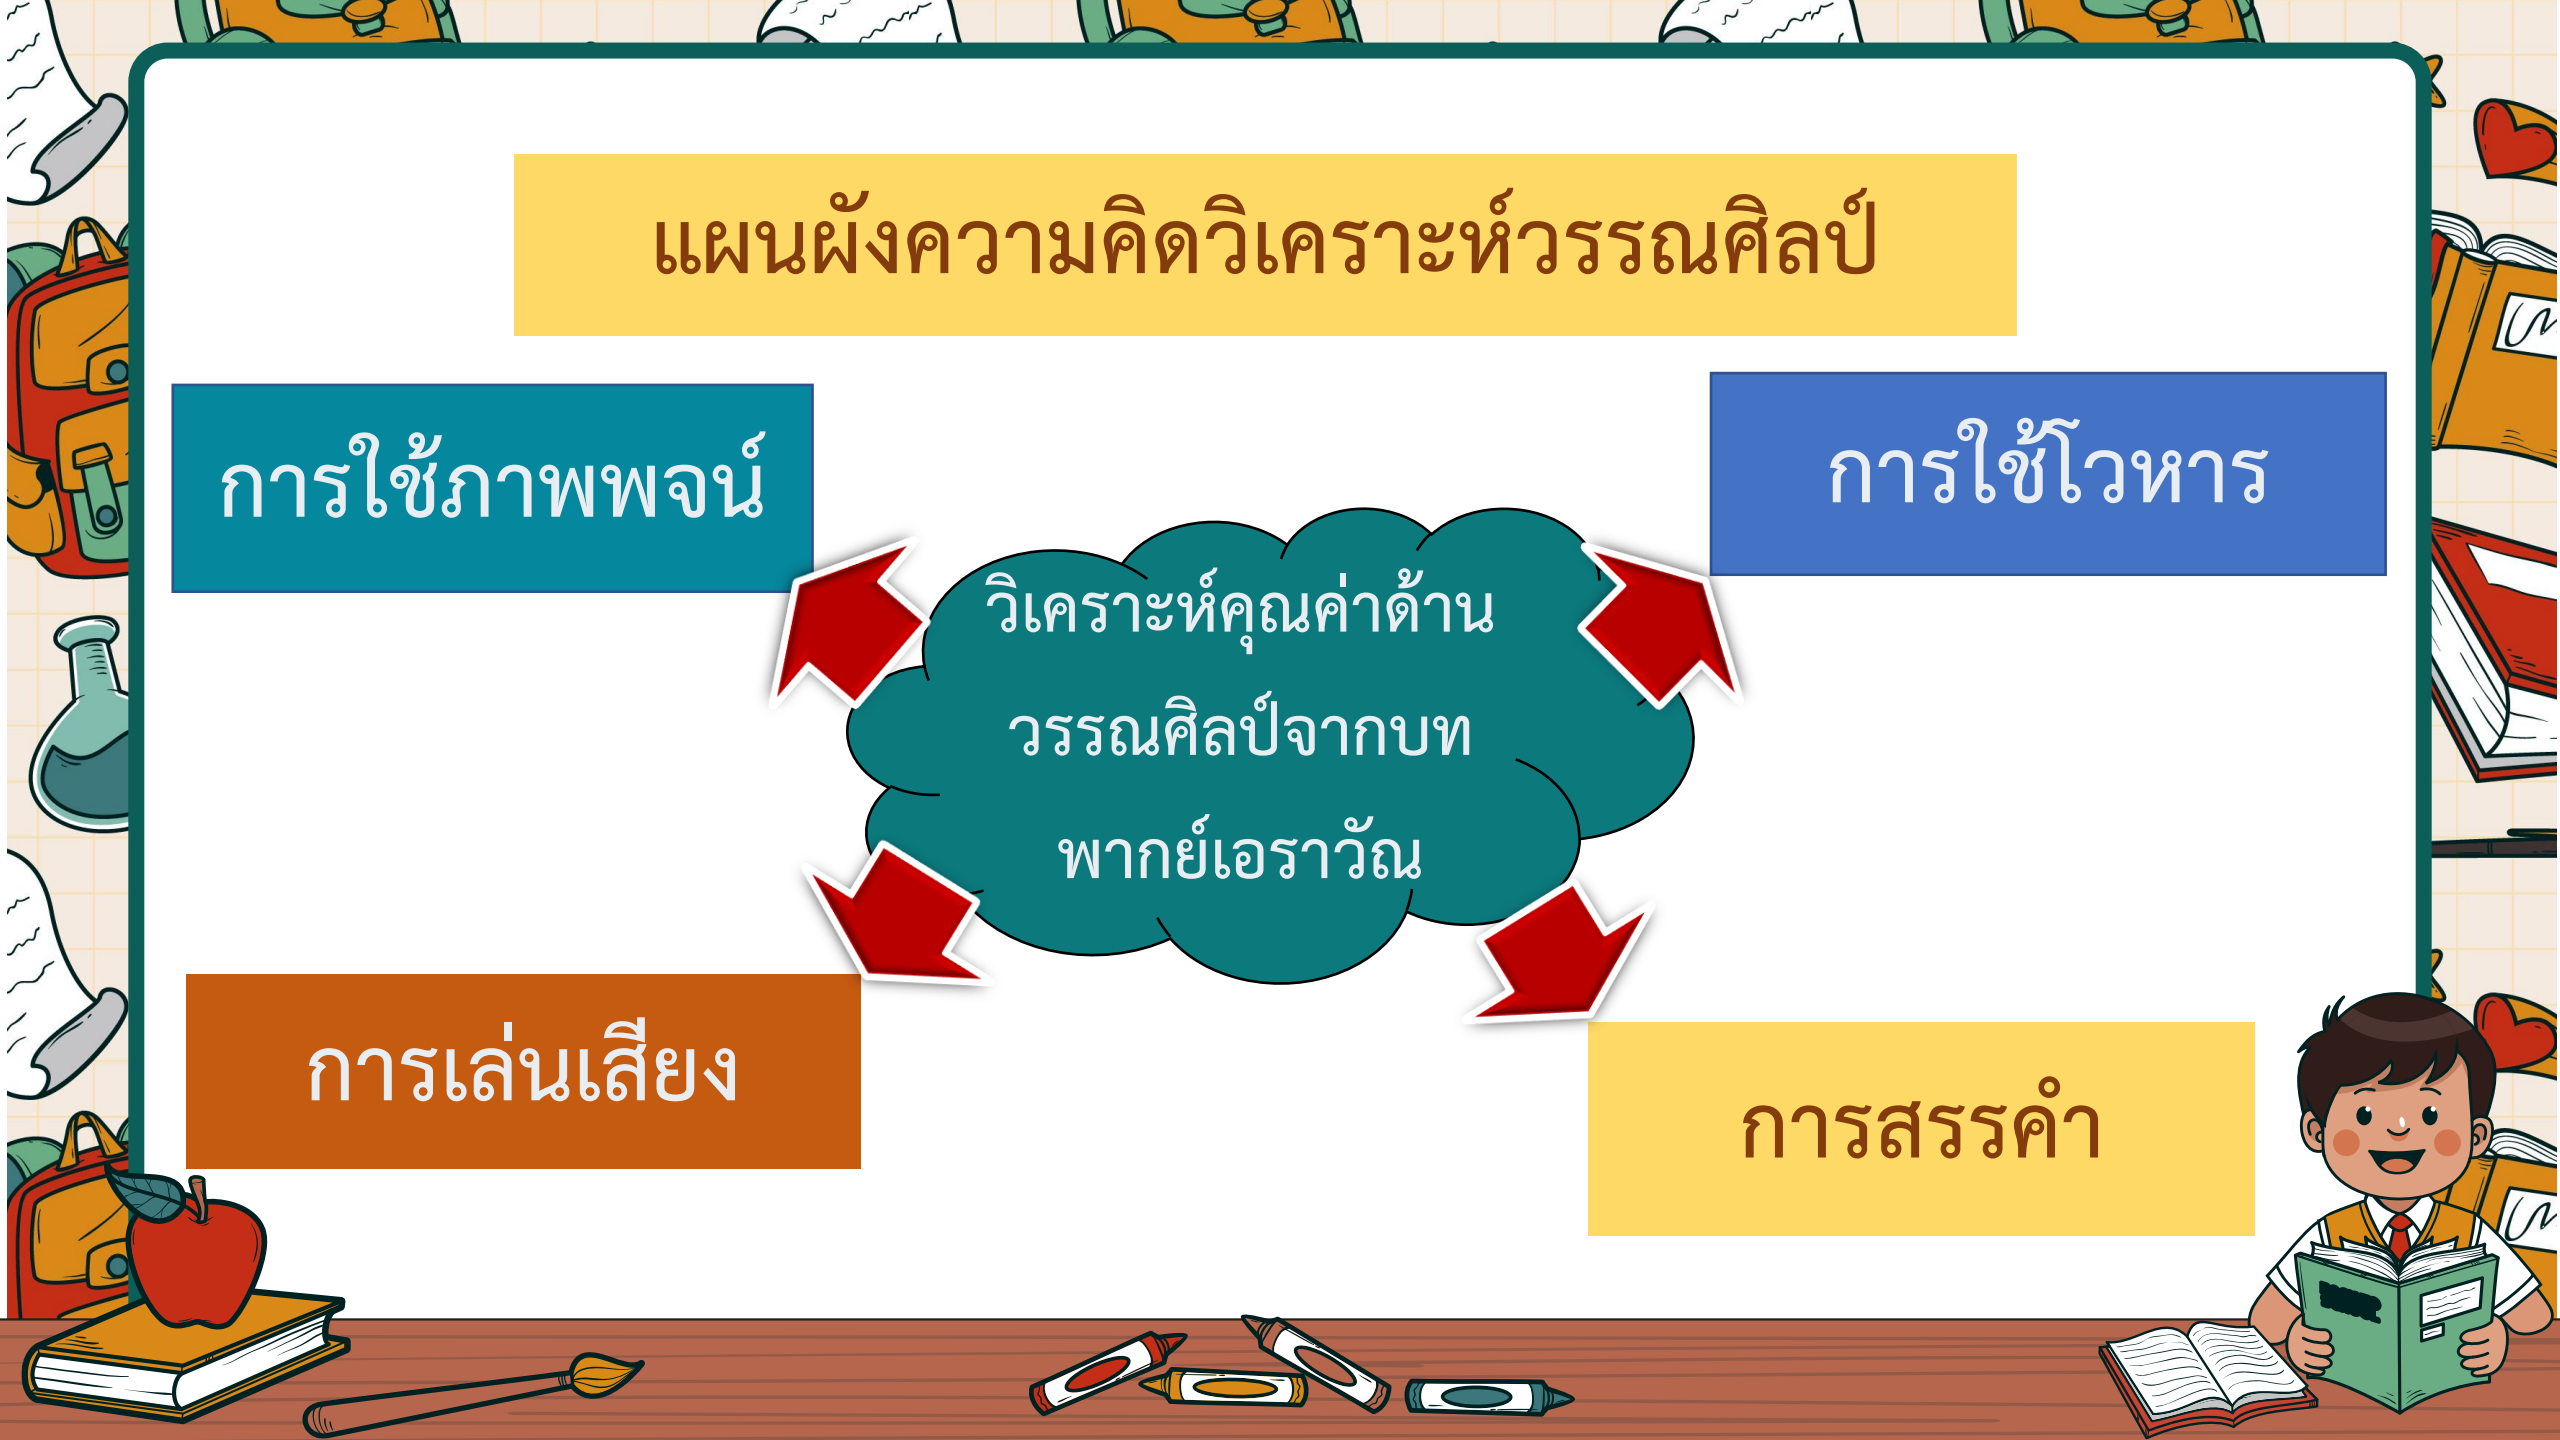 แผนผังความคิดวิเคราะห์วรรณศิลป์
การใช้ภาพพจน์
การใช้โวหาร
วิเคราะห์คุณค่าด้าน
วรรณศิลป์จากบท
พากย์เอราวัณ
การเล่นเสียง
การสรรคำ